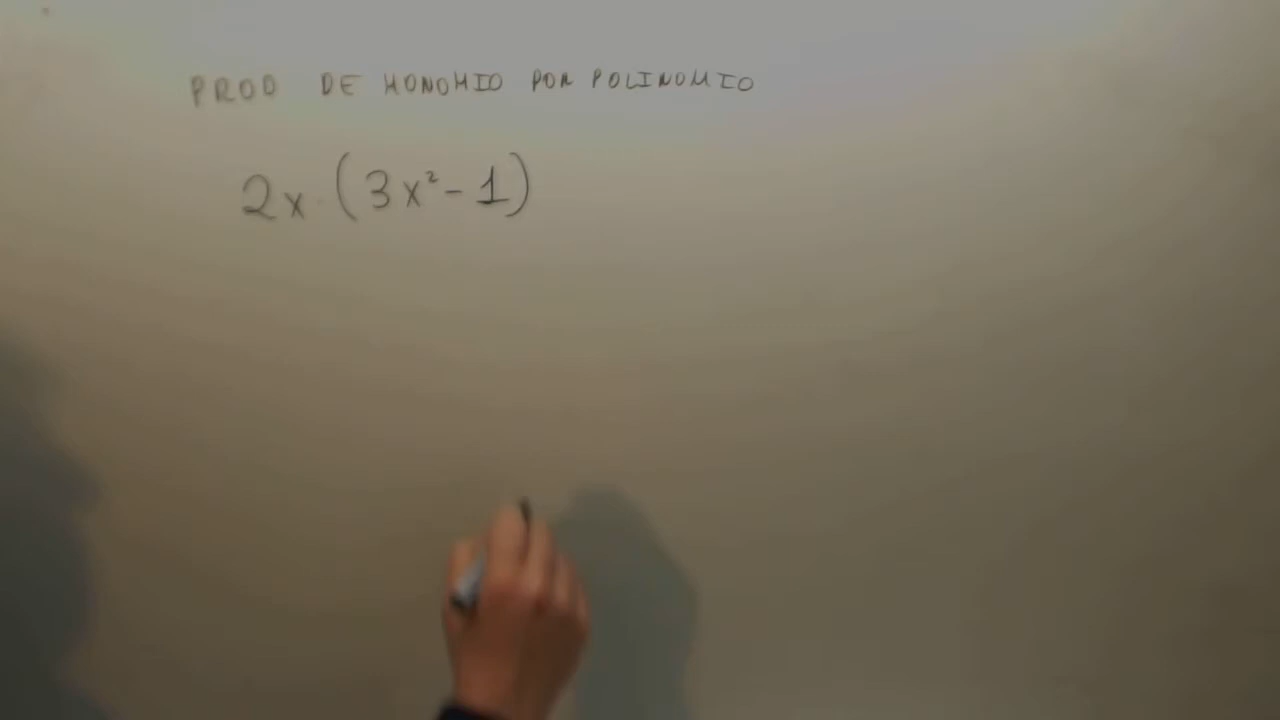 PROD DE MONOMIO POR POLINOMIO
2x · (3x² - 1)